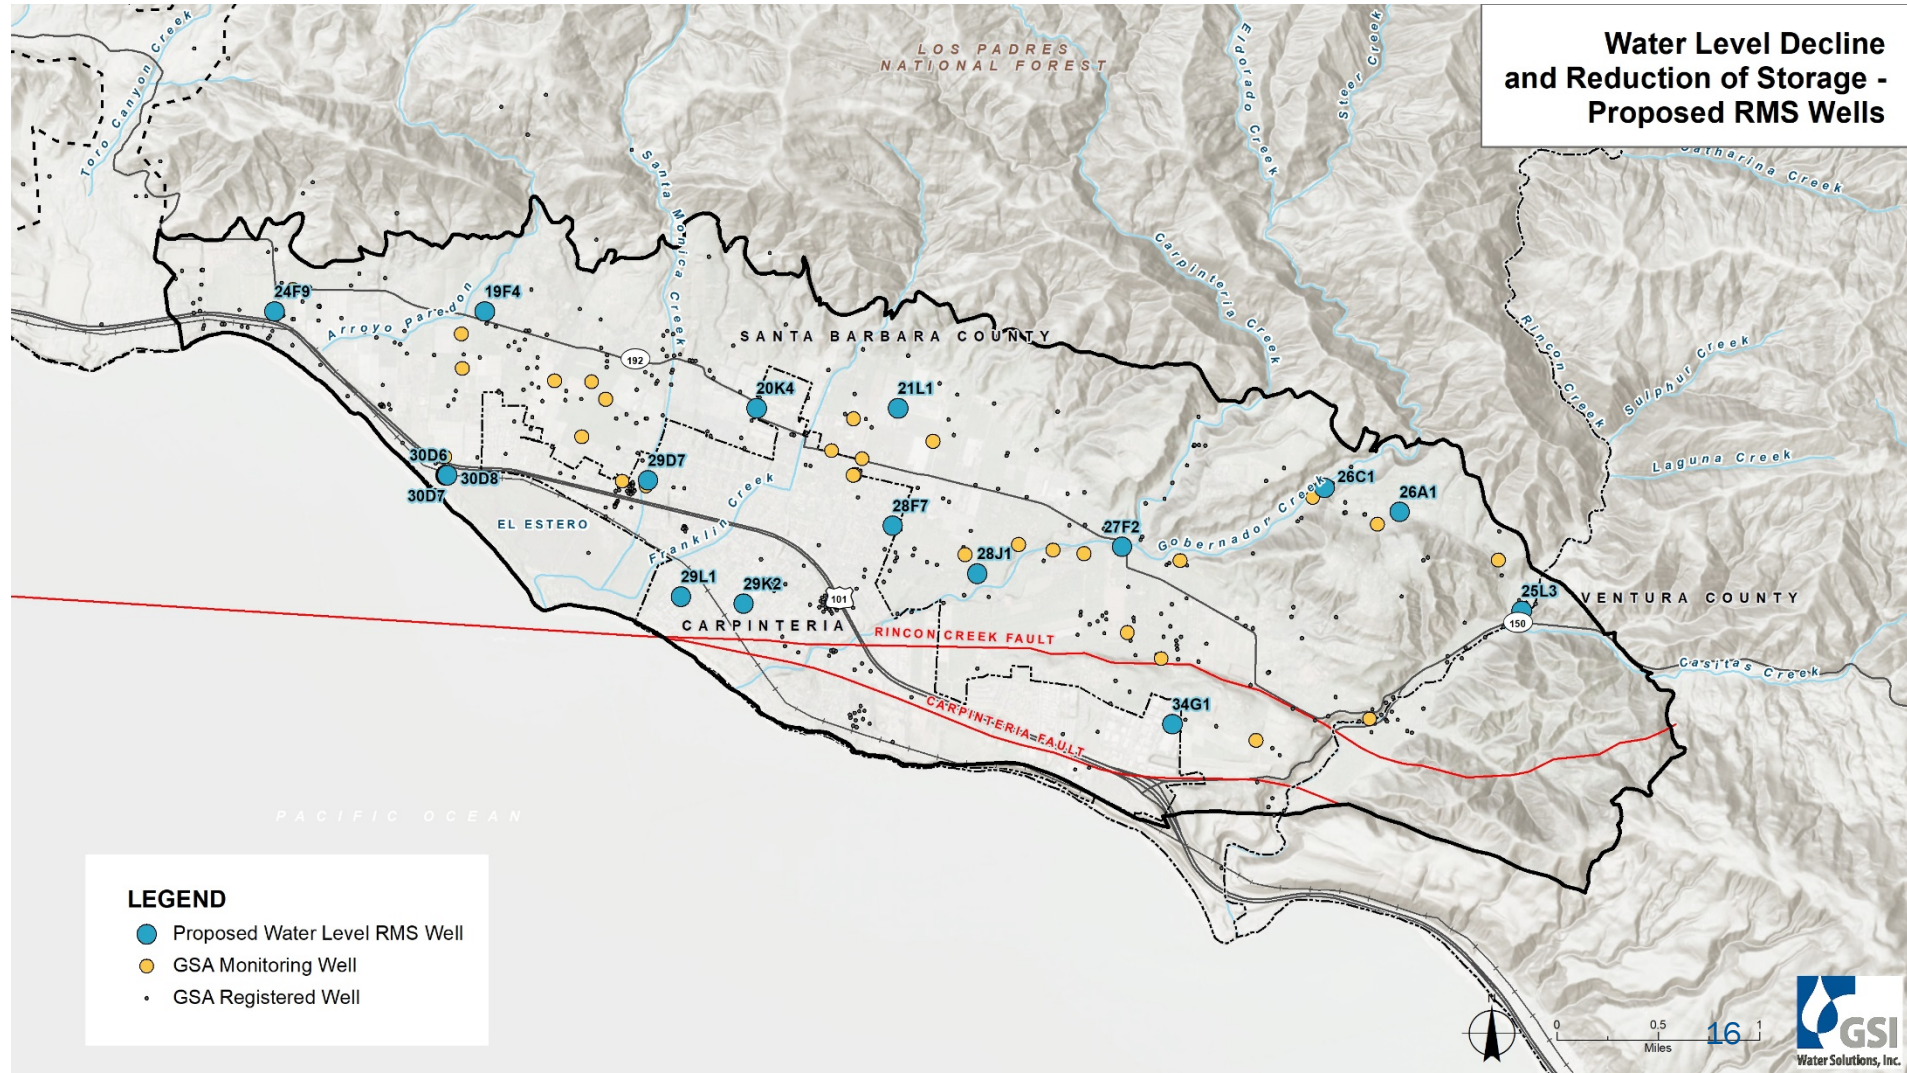 Water Level Decline
and Reduction of Storage -
Proposed RMS Wells
LOS PADRES
NATIONAL FOREST
Toro Canyon Creek
Santa Monica Creek
Eldorado Creek
Steer Creek
Catharina Creek
Carpinteria Creek
Rincon Creek
Sulphur Creek
Laguna Creek
24F9
19F4
Arroyo Paredon
SANTA BARBARA COUNTY
192
20K4
21L1
30D6
30D8
30D7
29D7
EL ESTERO
Franklin Creek
28F7
28J1
27F2
Gobernador Creek
26C1
26A1
29L1
29K2
101
CARPINTERIA
RINCON CREEK FAULT
25L3
VENTURA COUNTY
150
Casitas Creek
CARPINTERIA FAULT
34G1
PACIFIC OCEAN
LEGEND
Proposed Water Level RMS Well
GSA Monitoring Well
GSA Registered Well
N
0 0.5 1
Miles
16
GSI
Water Solutions, Inc.